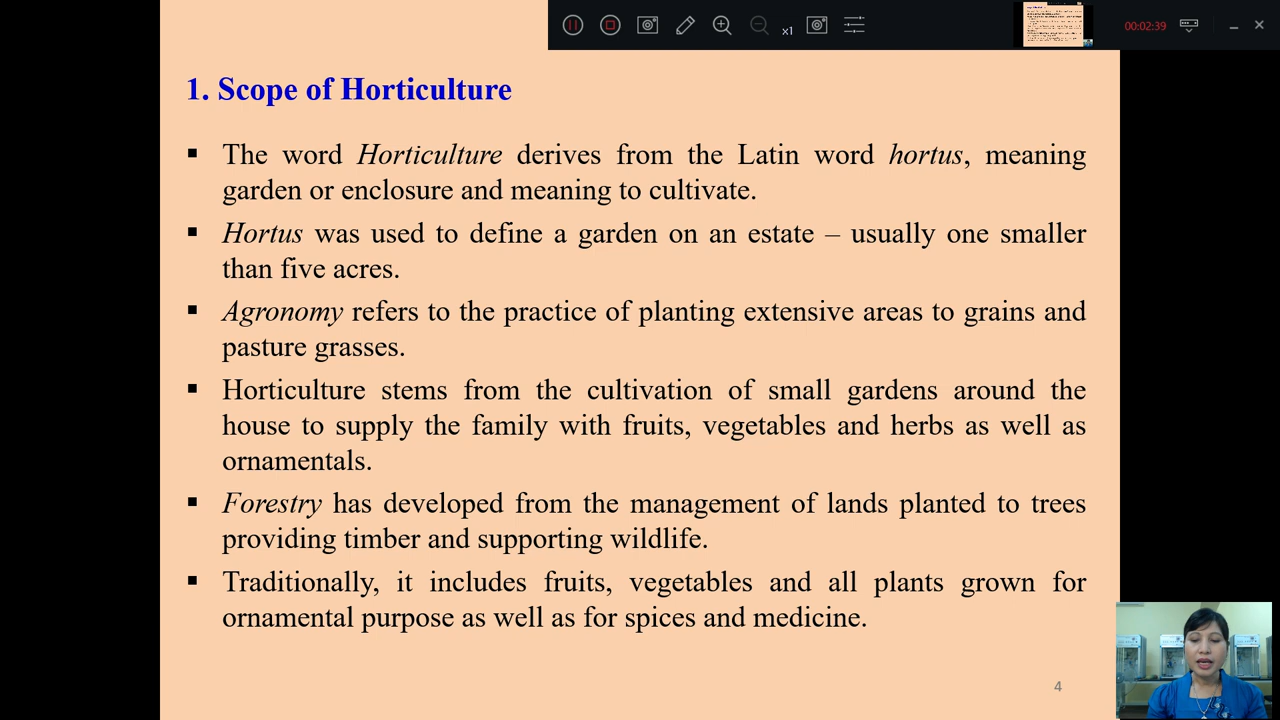 x1
00:02:39
1. Scope of Horticulture
▪ The word Horticulture derives from the Latin word hortus, meaning
garden or enclosure and meaning to cultivate.
▪ Hortus was used to define a garden on an estate – usually one smaller
than five acres.
▪ Agronomy refers to the practice of planting extensive areas to grains and
pasture grasses.
▪ Horticulture stems from the cultivation of small gardens around the
house to supply the family with fruits, vegetables and herbs as well as
ornamentals.
▪ Forestry has developed from the management of lands planted to trees
providing timber and supporting wildlife.
▪ Traditionally, it includes fruits, vegetables and all plants grown for
ornamental purpose as well as for spices and medicine.
4